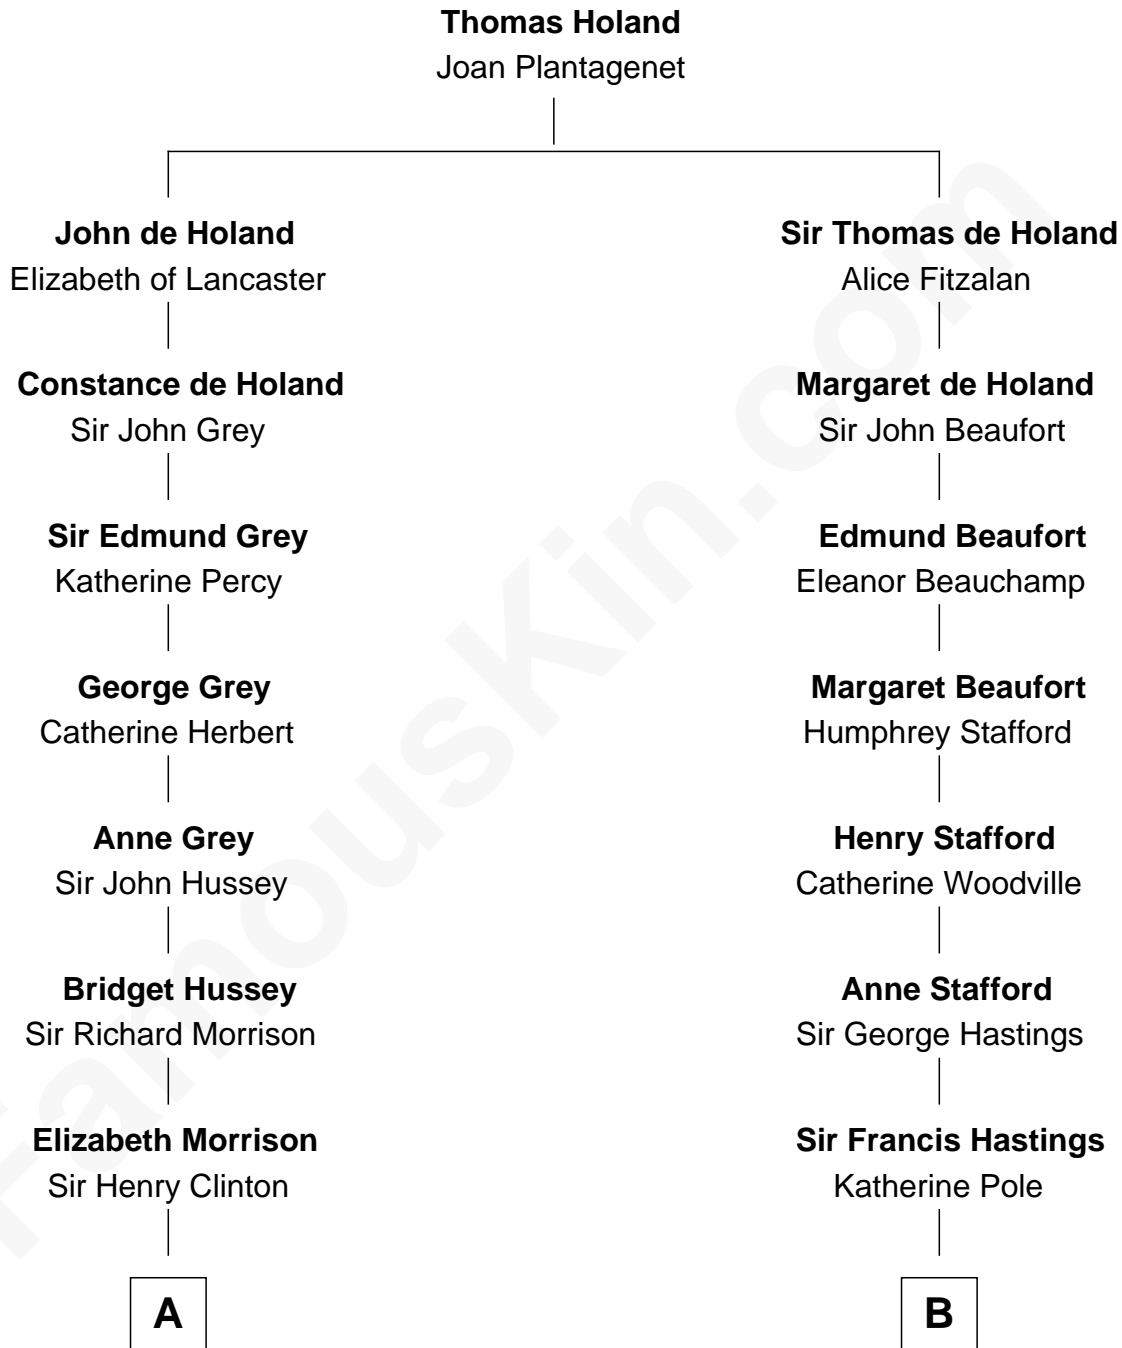 Thomas Holand
Joan Plantagenet
John de Holand
Elizabeth of Lancaster
Constance de Holand
Sir John Grey
Sir Edmund Grey
Katherine Percy
George Grey
Catherine Herbert
Anne Grey
Sir John Hussey
Bridget Hussey
Sir Richard Morrison
Elizabeth Morrison
Sir Henry Clinton
A
Sir Thomas de Holand
Alice Fitzalan
Margaret de Holand
Sir John Beaufort
Edmund Beaufort
Eleanor Beauchamp
Margaret Beaufort
Humphrey Stafford
Henry Stafford
Catherine Woodville
Anne Stafford
Sir George Hastings
Sir Francis Hastings
Katherine Pole
B
FamousKin.com